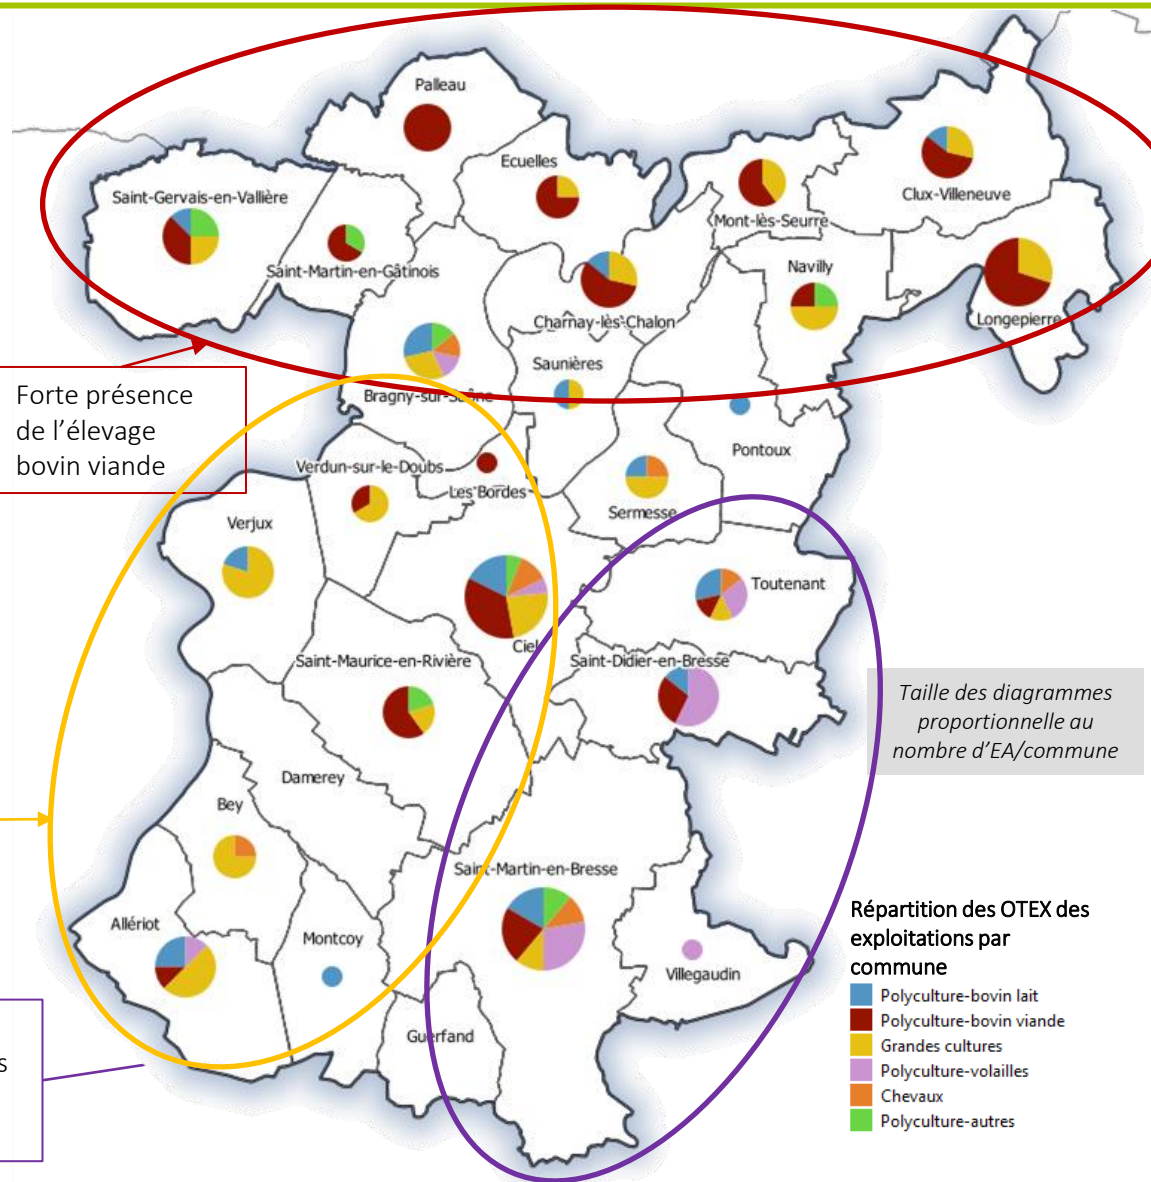 Palleau
Ecuelles
Saint-Gervais-en-Vallière
Clux-Villeneuve
Mont-lès-Seurre
Saint-Martin-en-Gâtinois
Navilly
Longepierre
Charnay-lès-Chalon
Saunières
Bragny-sur-Saône
Forte présence
de l'élevage
bovin viande
Pontoux
Verdun-sur-le-Doubs
Les Bordes
Sermesse
Verjux
Toutenant
Ciel
Saint-Maurice-en-Rivière
Saint-Didier-en-Bresse
Taille des diagrammes
proportionnelle au
nombre d'EA/commune
Damerey
Bey
Saint-Martin-en-Bresse
Allériot
Montcoy
Villegaudin
Guerfand
s
Répartition des OTEX des
exploitations par
commune
Polyculture-bovin lait
Polyculture-bovin viande
Grandes cultures
Polyculture-volailles
Chevaux
Polyculture-autres